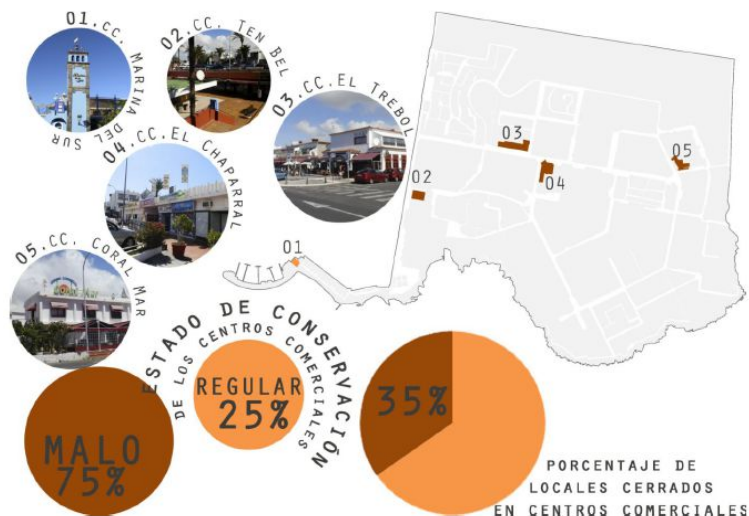 01.CC. MARINA DEL SUR
02.CC. TEN BEL
03.CC.EL TREBOL
04.CC.EL CHAPARRAL
05.CC. CORAL MAR
01
02
03
04
05
ESTADO DE CONSERVACIÓN
DE LOS CENTROS COMERCIALES
MALO
75%
REGULAR
25%
35%
PORCENTAJE DE
LOCALES CERRADOS
EN CENTROS COMERCIALES